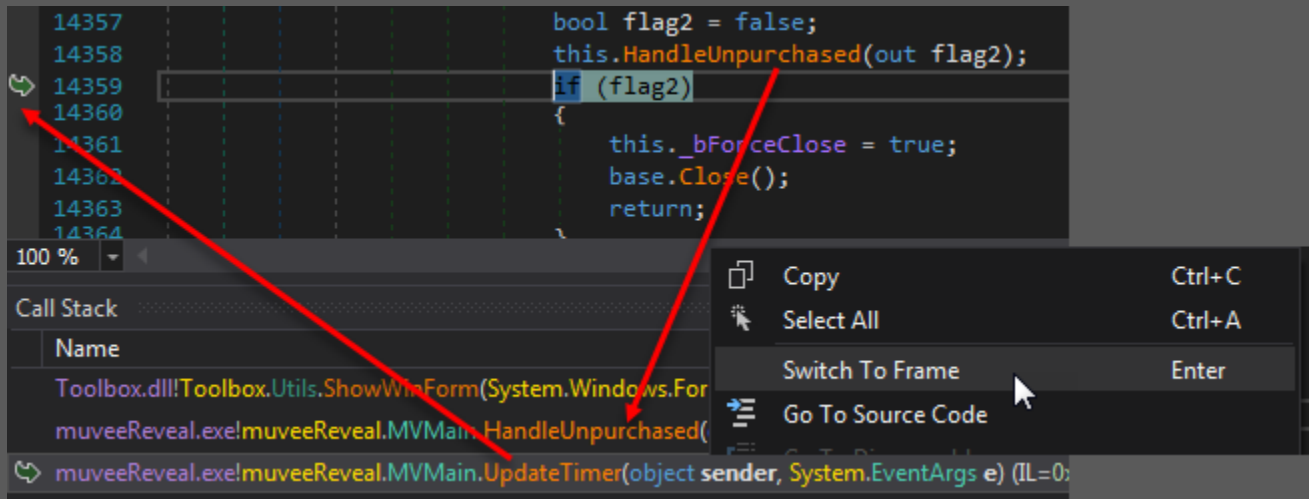 14357 bool flag2 = false;
14358 this.HandleUnpurchased(out flag2);
14359 if (flag2)
14360 {
14361 this._bForceClose = true;
14362 base.Close();
14363 return;
14364 }
100 %
Copy Ctrl+C
Call Stack
Select All Ctrl+A
Name
Switch To Frame Enter
Toolbox.dll!Toolbox.Utils.ShowWinForm(System.Windows.For
Go To Source Code
muveeReveal.exe!muveeReveal.MVMain.HandleUnpurchased(
muveeReveal.exe!muveeReveal.MVMain.UpdateTimer(object sender, System.EventArgs e) (IL=0